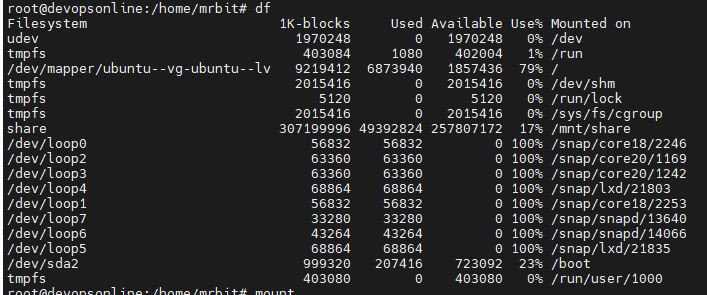 root@devopsonline:/home/mrbit# df
Filesystem                        1K-blocks     Used Available Use% Mounted on
udev                                1970248        0   1970248   0% /dev
tmpfs                                403084     1080    402004   1% /run
/dev/mapper/ubuntu--vg-ubuntu--lv   9219412  6873940   1857436  79% /
tmpfs                               2015416        0   2015416   0% /dev/shm
tmpfs                                  5120        0      5120   0% /run/lock
tmpfs                               2015416        0   2015416   0% /sys/fs/cgroup
share                             307199996 49392824 257807172  17% /mnt/share
/dev/loop0                            56832    56832         0 100% /snap/core18/2246
/dev/loop2                            63360    63360         0 100% /snap/core20/1169
/dev/loop3                            63360    63360         0 100% /snap/core20/1242
/dev/loop4                            68864    68864         0 100% /snap/lxd/21803
/dev/loop1                            56832    56832         0 100% /snap/core18/2253
/dev/loop7                            33280    33280         0 100% /snap/snapd/13640
/dev/loop6                            43264    43264         0 100% /snap/snapd/14066
/dev/loop5                            68864    68864         0 100% /snap/lxd/21835
/dev/sda2                            999320   207416    723092  23% /boot
tmpfs                                403080        0    403080   0% /run/user/1000
root@devopsonline:/home/mrbit# mount